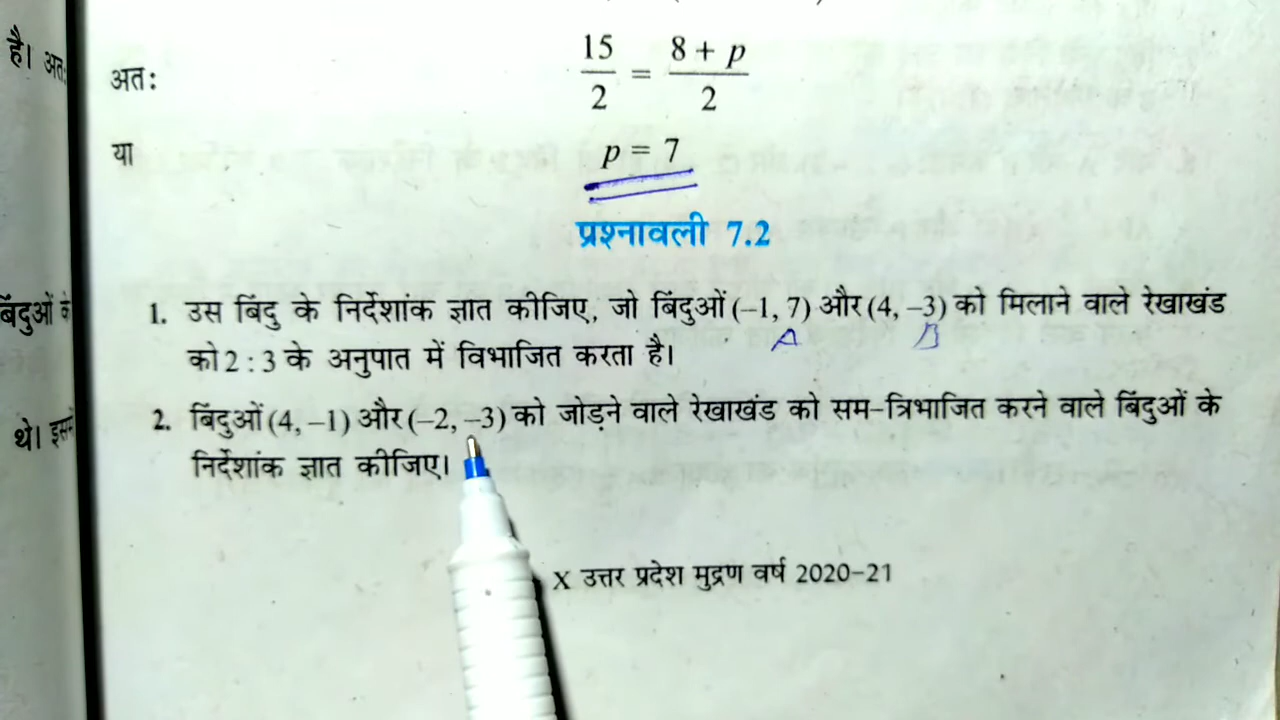 है। अतः
अतः 15/2 = (8 + p)/2
या p = 7
प्रश्नावली 7.2
बिंदुओं के
1. उस बिंदु के निर्देशांक ज्ञात कीजिए, जो बिंदुओं (–1, 7) और (4, –3) को मिलाने वाले रेखाखंड
A B
को 2 : 3 के अनुपात में विभाजित करता है।
2. बिंदुओं (4, –1) और (–2, –3) को जोड़ने वाले रेखाखंड को सम-त्रिभाजित करने वाले बिंदुओं के
थे। इसने
निर्देशांक ज्ञात कीजिए।
X उत्तर प्रदेश मुद्रण वर्ष 2020–21